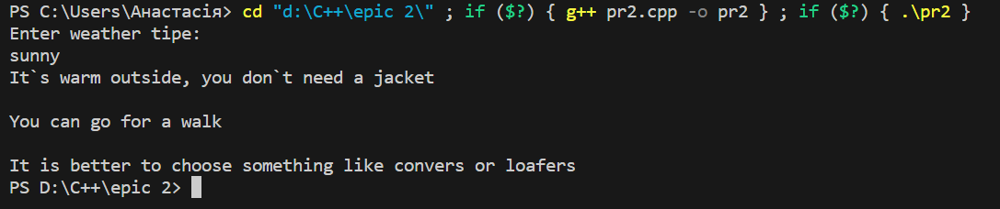 PS C:\Users\Анастасія> cd "d:\C++\epic 2\" ; if ($?) { g++ pr2.cpp -o pr2 } ; if ($?) { .\pr2 }
Enter weather tipe:
sunny
It`s warm outside, you don`t need a jacket
You can go for a walk
It is better to choose something like convers or loafers
PS D:\C++\epic 2>